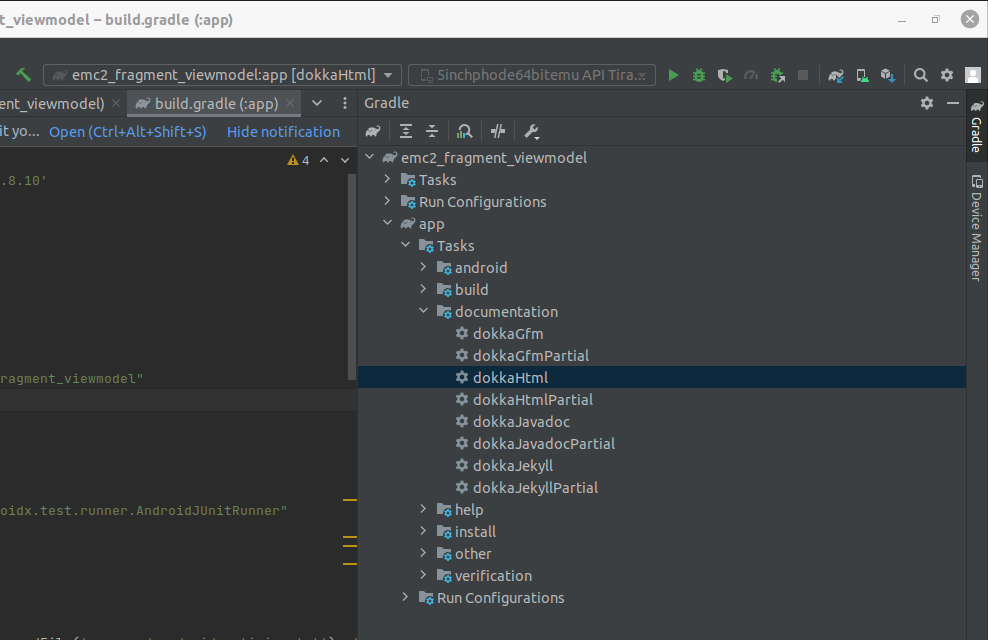 t_viewmodel – build.gradle (:app)
emc2_fragment_viewmodel:app [dokkaHtml]
5inchphode64bitemu API Tira.x
ent_viewmodel)
build.gradle (:app)
Gradle
it yo... Open (Ctrl+Alt+Shift+S) Hide notification
4
.8.10'
ragment_viewmodel"
oidx.test.runner.AndroidJUnitRunner"
emc2_fragment_viewmodel
Tasks
Run Configurations
app
Tasks
android
build
documentation
dokkaGfm
dokkaGfmPartial
dokkaHtml
dokkaHtmlPartial
dokkaJavadoc
dokkaJavadocPartial
dokkaJekyll
dokkaJekyllPartial
help
install
other
verification
Run Configurations
Gradle
Device Manager